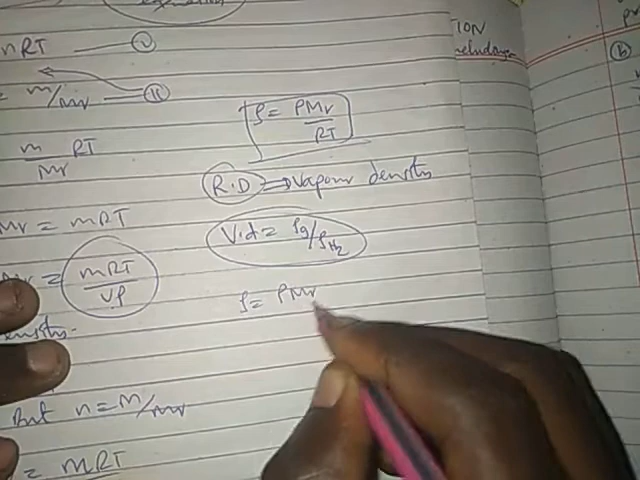 nRT —— (i)
= m/mr —— (ii)
m/Mr RT
Mr = mRT
= mRT/VP
But n = m/mr
= mRT
ρ = PMr/RT
R.D ⇒ Vapour density
V.d = ρg/ρH2
ρ = PMr
TION
(b)